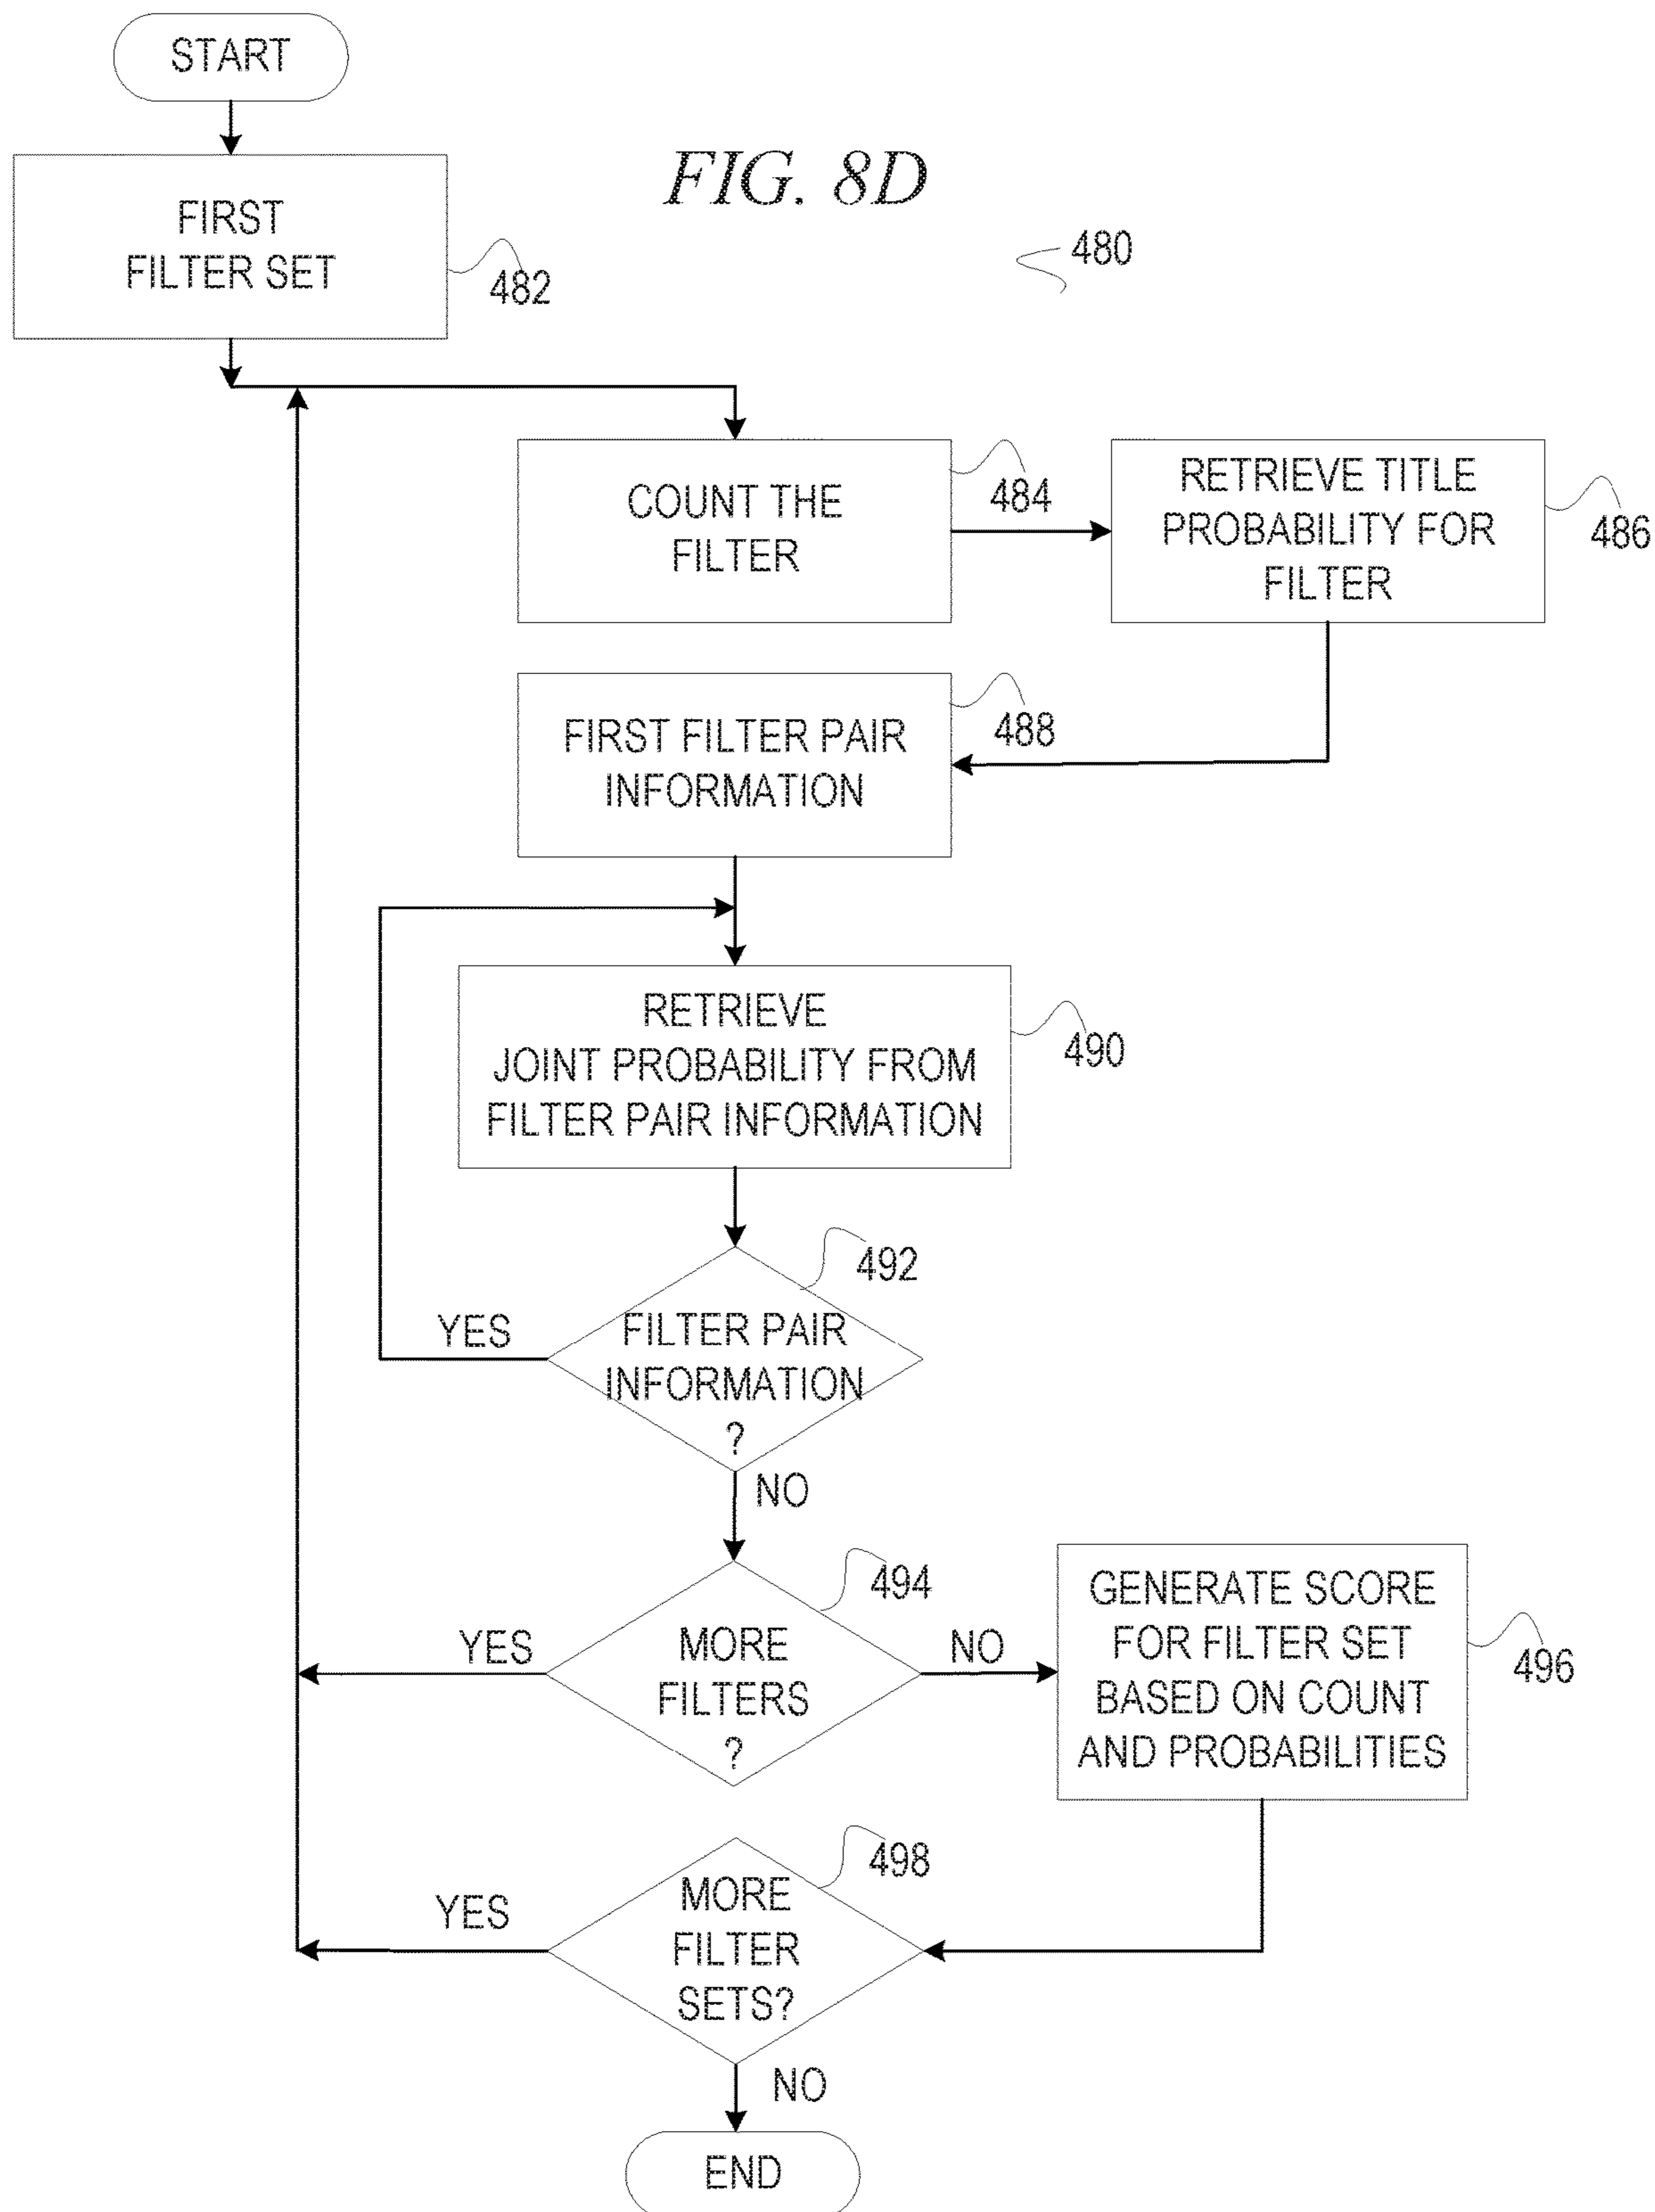 START
FIG. 8D
FIRST
FILTER SET
482
480
COUNT THE
FILTER
484
RETRIEVE TITLE
PROBABILITY FOR
FILTER
486
FIRST FILTER PAIR
INFORMATION
488
RETRIEVE
JOINT PROBABILITY FROM
FILTER PAIR INFORMATION
490
492
YES
FILTER PAIR
INFORMATION
?
NO
494
YES
MORE
FILTERS
?
NO
GENERATE SCORE
FOR FILTER SET
BASED ON COUNT
AND PROBABILITIES
496
498
YES
MORE
FILTER
SETS?
NO
END